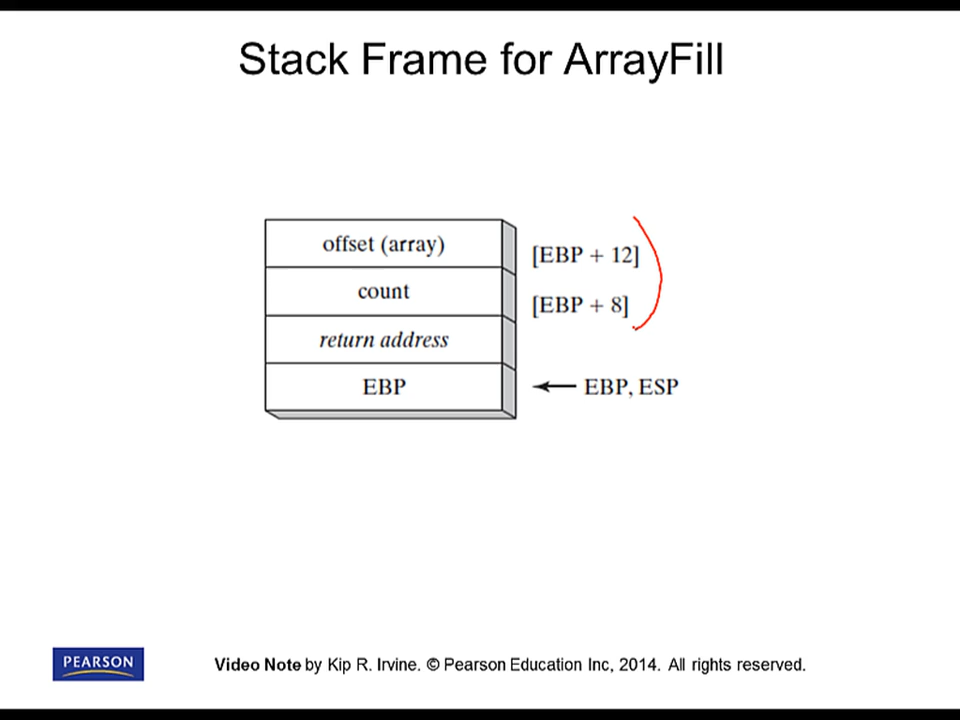 Stack Frame for ArrayFill
offset (array)
[EBP + 12]
count
[EBP + 8]
return address
EBP
EBP, ESP
PEARSON
Video Note by Kip R. Irvine. © Pearson Education Inc, 2014. All rights reserved.